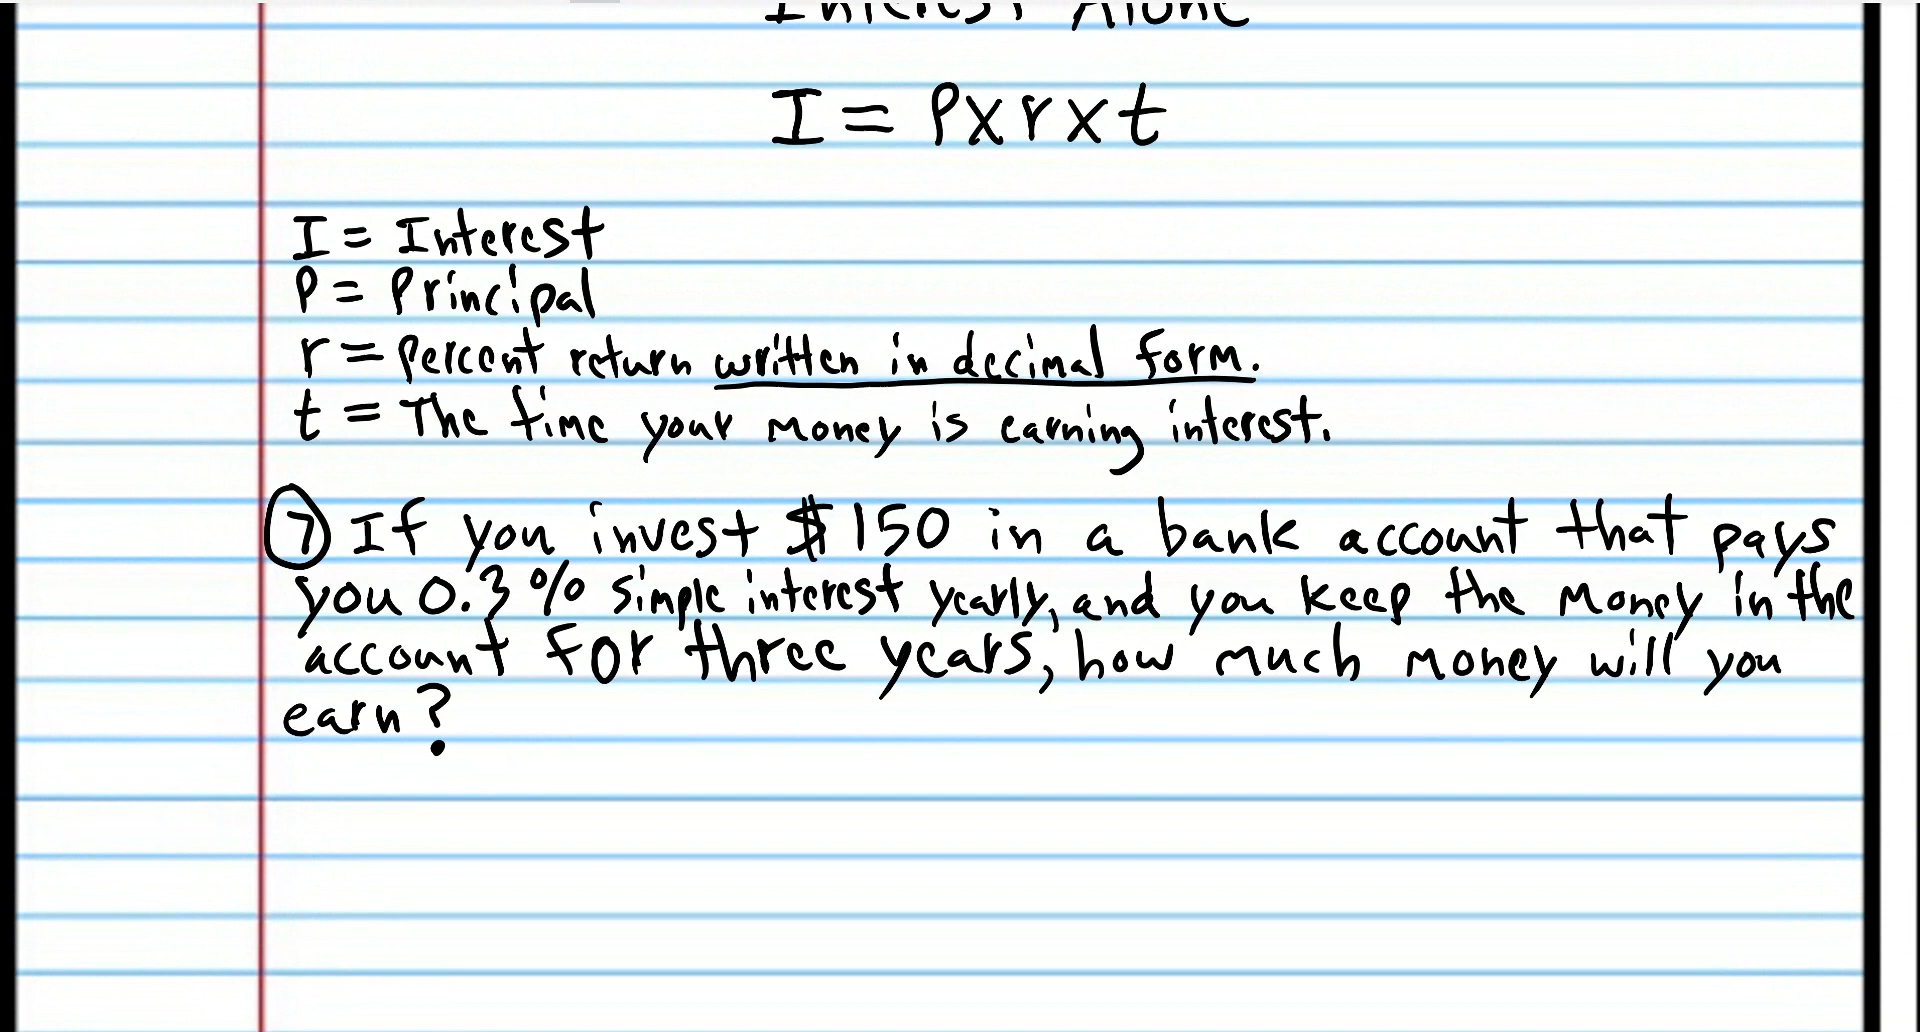 Interest Alone
I = P x r x t
I = Interest
P = Principal
r = Percent return written in decimal form.
t = The time your money is earning interest.
7 If you invest $150 in a bank account that pays
you 0.3% simple interest yearly, and you keep the money in the
account for three years, how much money will you
earn?